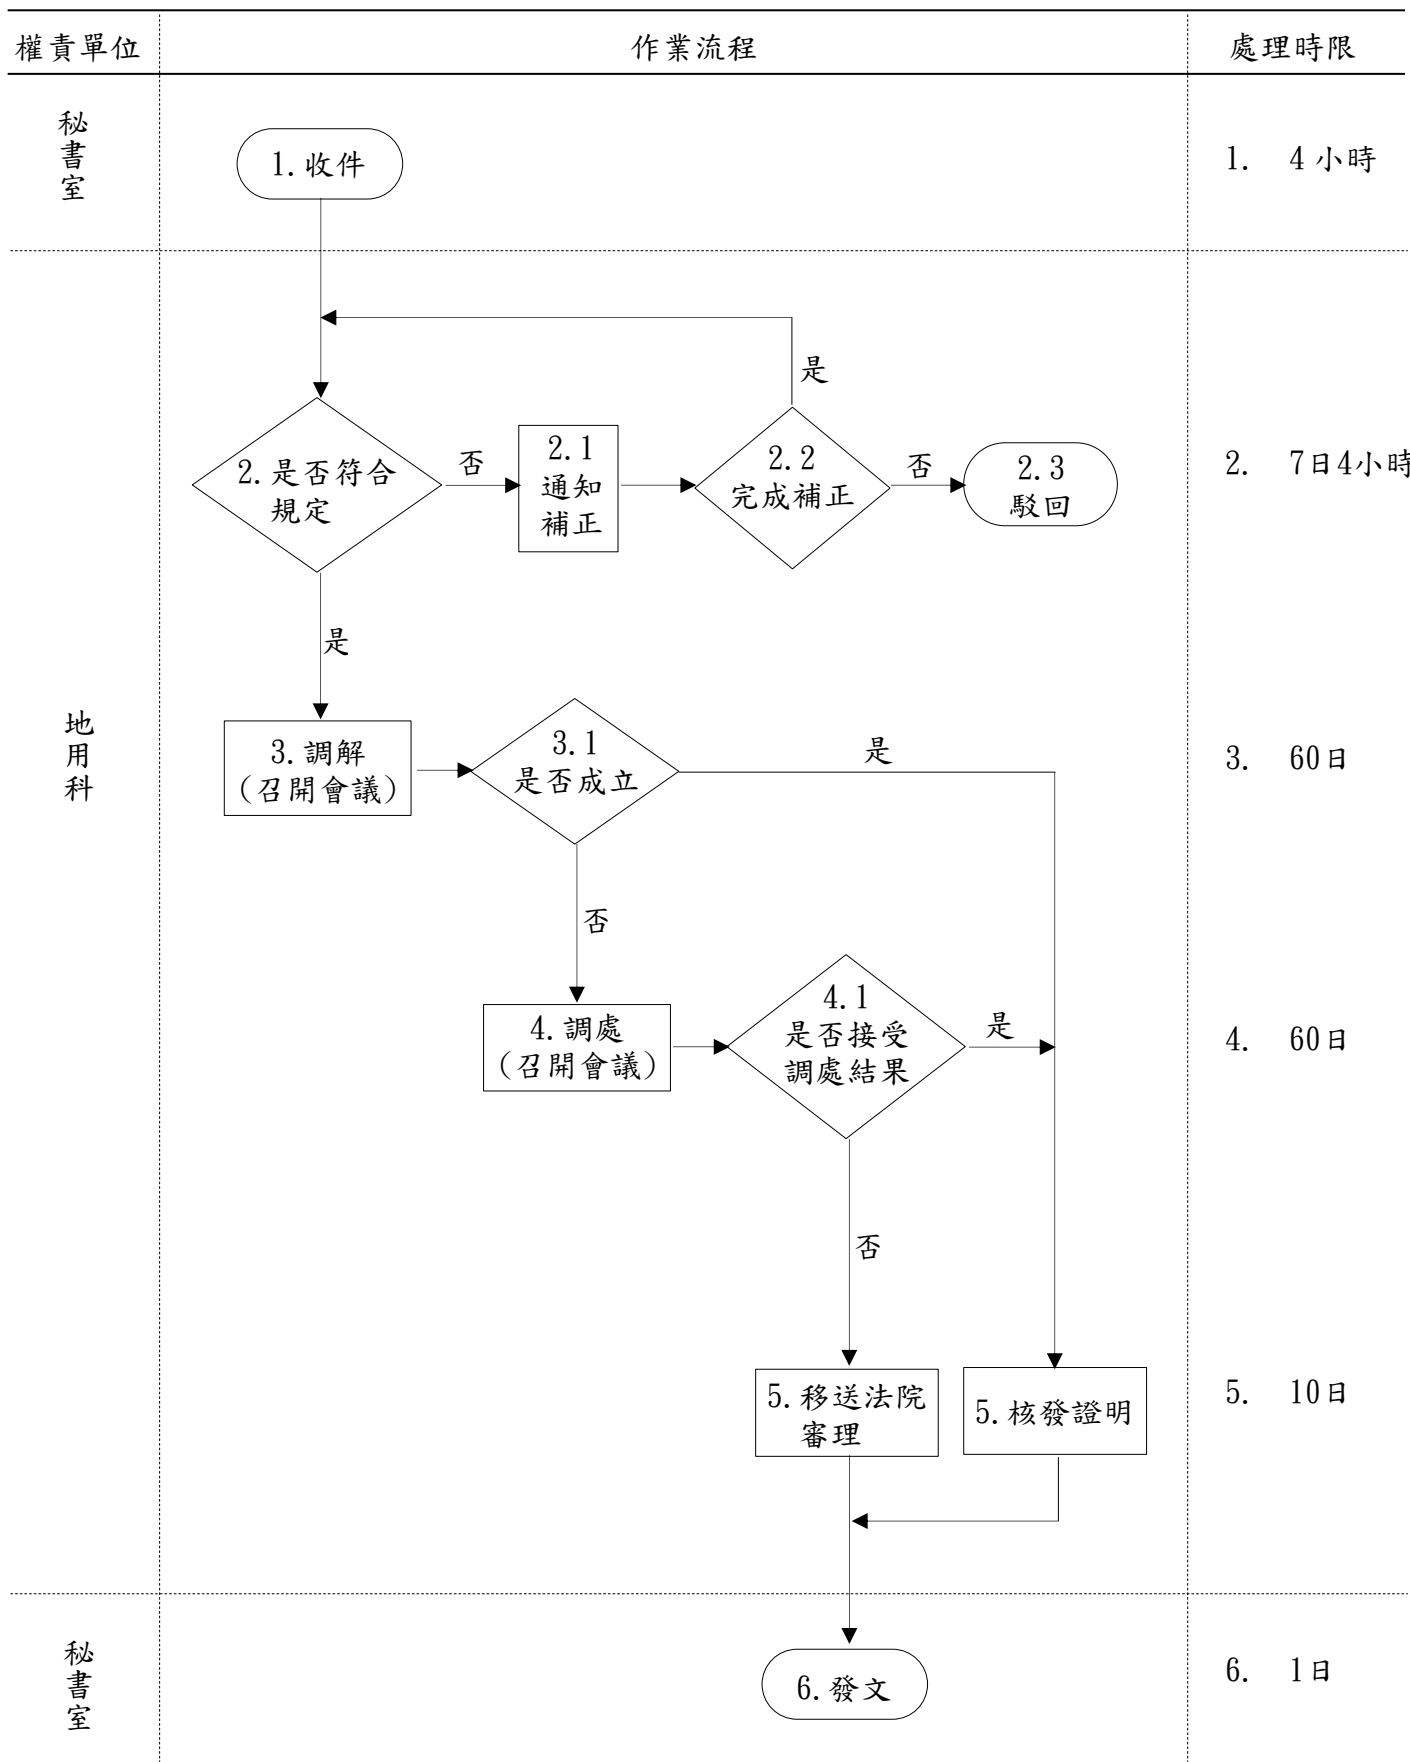 權責單位
作業流程
處理時限
秘書室
1.收件
1. 4小時
是
2.是否符合
規定
否
2.1
通知
補正
2.2
完成補正
否
2.3
駁回
2. 7日4小時
是
地用科
3.調解
(召開會議)
3.1
是否成立
是
3. 60日
否
4.調處
(召開會議)
4.1
是否接受
調處結果
是
4. 60日
否
5.移送法院
審理
5.核發證明
5. 10日
秘書室
6.發文
6. 1日